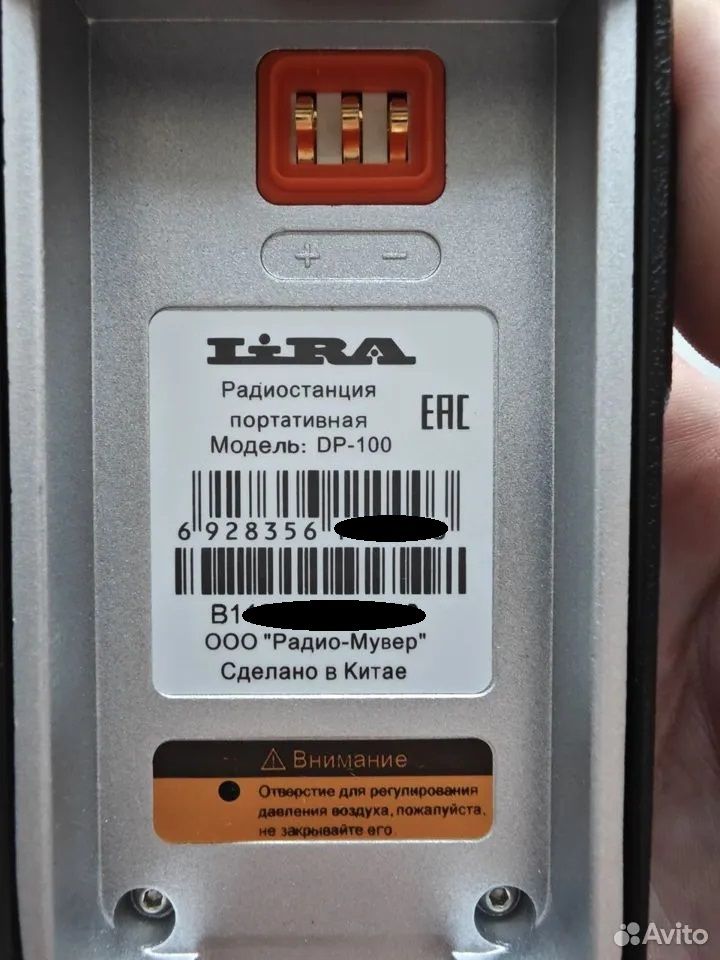 + −
LiRA
Радиостанция
портативная
Модель: DP-100
EAC
6 928356
B1
ООО "Радио-Мувер"
Сделано в Китае
⚠ Внимание
Отверстие для регулирования
давления воздуха, пожалуйста,
не закрывайте его.
Avito